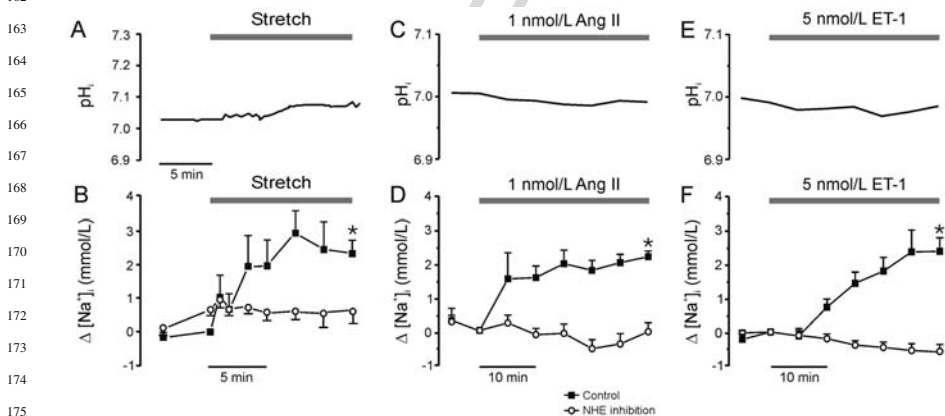 162
163
164
165
166
167
168
169
170
171
172
173
174
175
A
Stretch
7.3
7.2
7.1
7.0
6.9
pHi
5 min
C
1 nmol/L Ang II
7.1
7.0
6.9
pHi
E
5 nmol/L ET-1
7.1
7.0
6.9
pHi
B
Stretch
4
3
2
1
0
-1
Δ [Na+]i (mmol/L)
*
5 min
D
1 nmol/L Ang II
4
3
2
1
0
-1
Δ [Na+]i (mmol/L)
*
10 min
F
5 nmol/L ET-1
4
3
2
1
0
-1
Δ [Na+]i (mmol/L)
*
10 min
Control
NHE inhibition